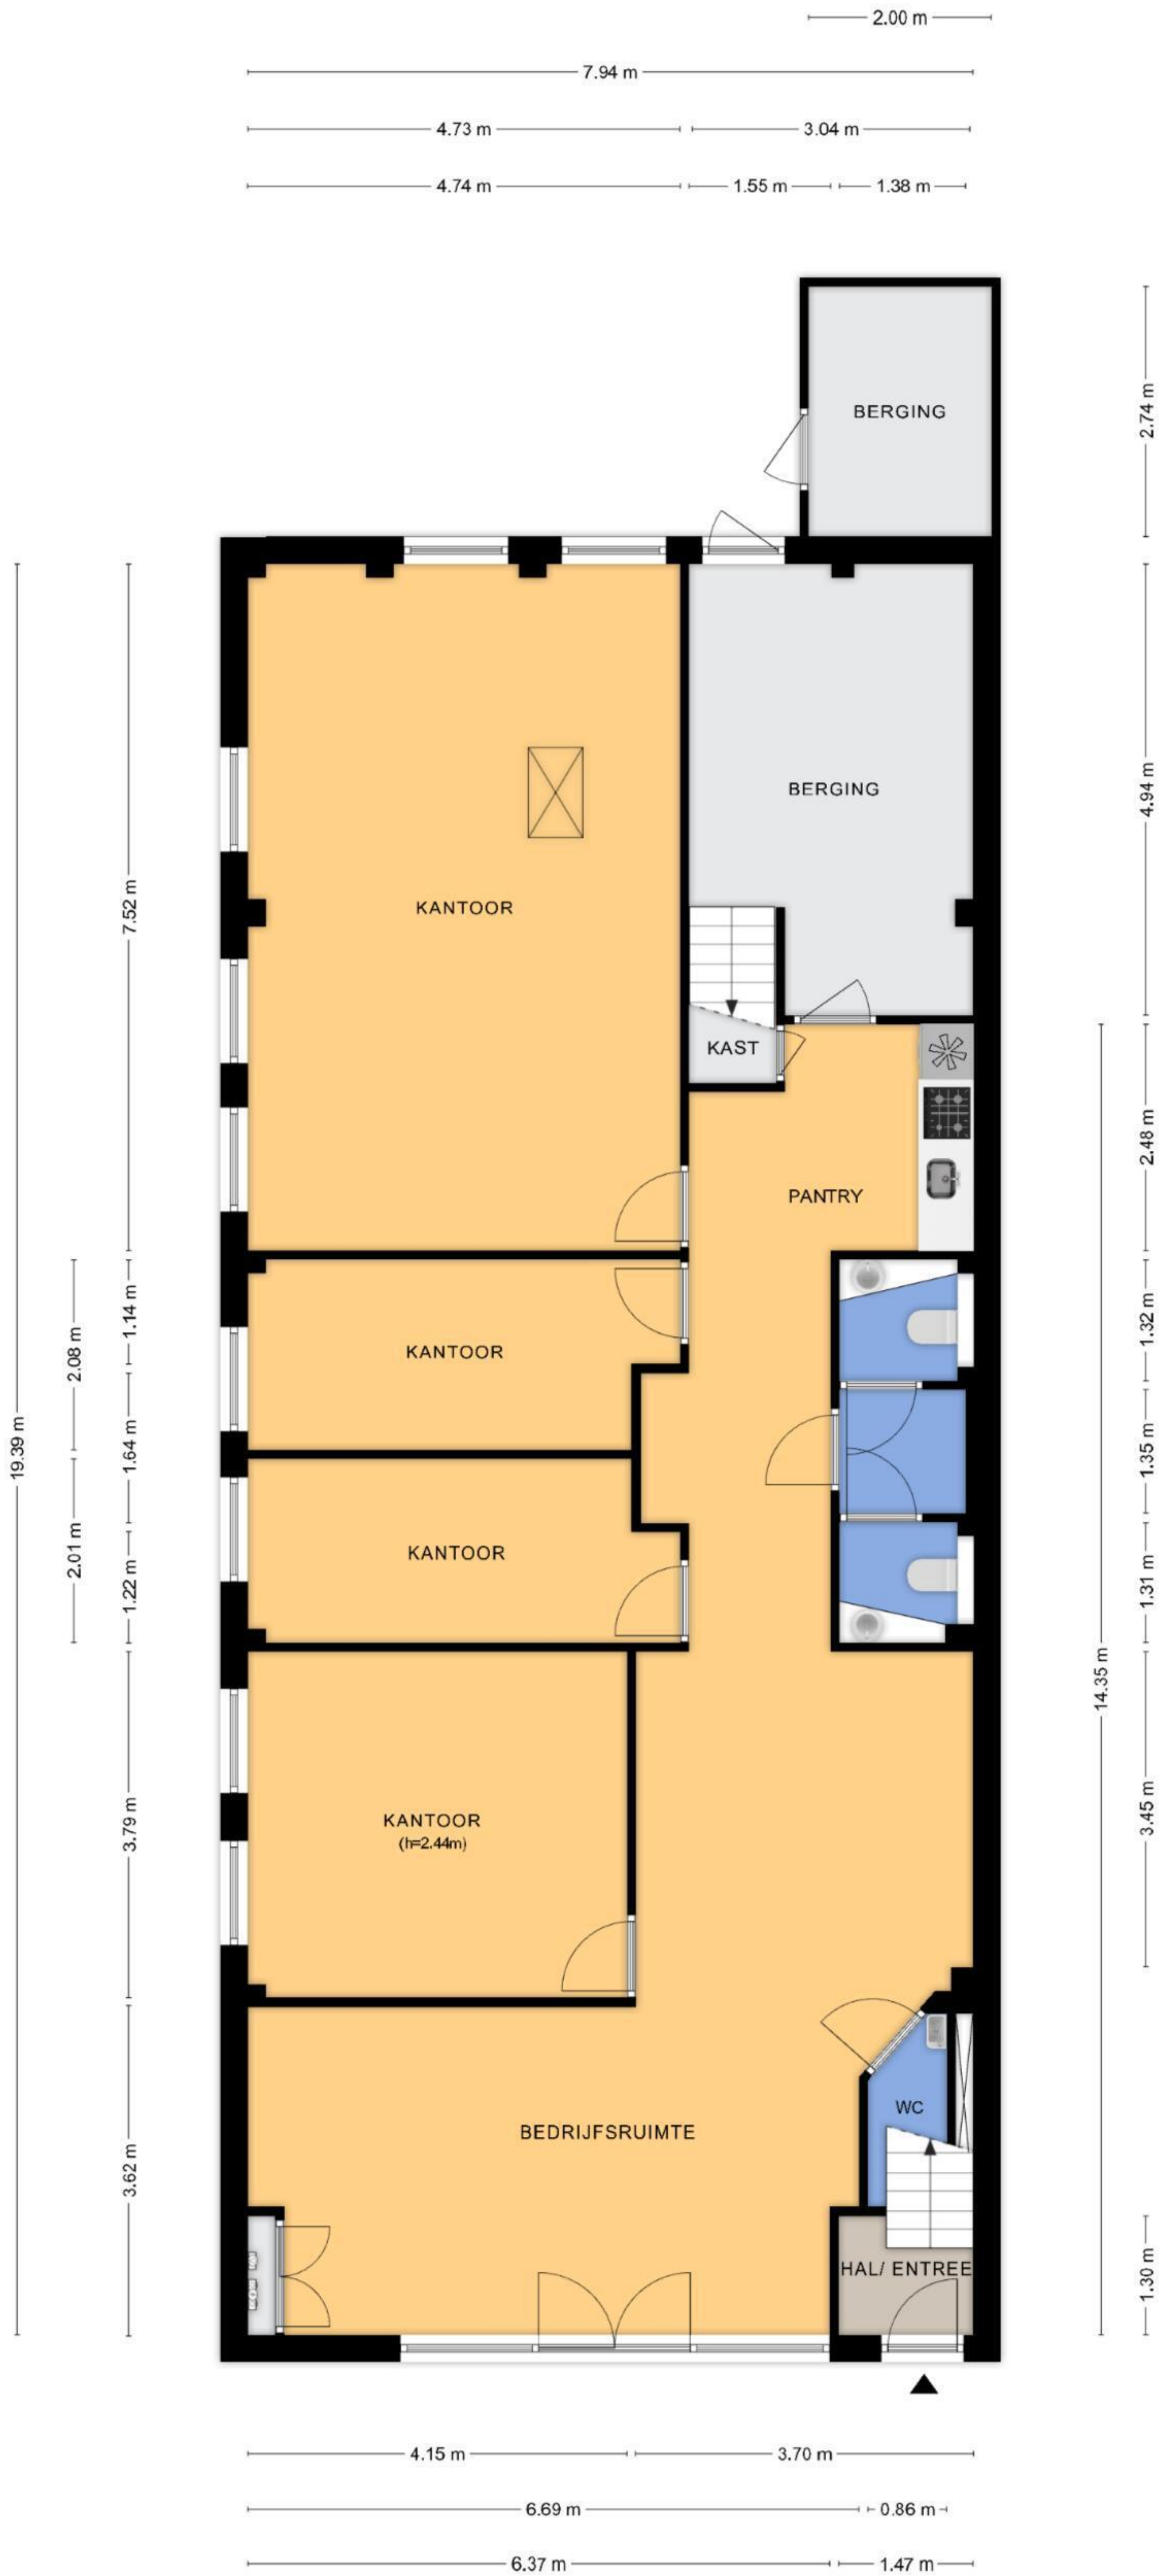 2.00 m
7.94 m
4.73 m
3.04 m
4.74 m
1.55 m
1.38 m
BERGING
2.74 m
BERGING
4.94 m
KANTOOR
7.52 m
KAST
PANTRY
2.48 m
KANTOOR
1.14 m
2.08 m
1.32 m
19.39 m
1.64 m
1.35 m
KANTOOR
2.01 m
1.22 m
1.31 m
14.35 m
KANTOOR
(h=2.44m)
3.79 m
3.45 m
WC
BEDRIJFSRUIMTE
3.62 m
HAL/ ENTREE
1.30 m
4.15 m
3.70 m
6.69 m
0.86 m
6.37 m
1.47 m